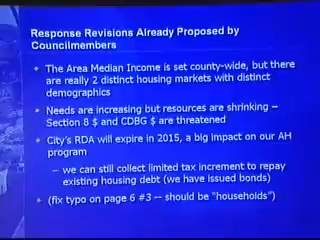 Response Revisions Already Proposed by
Councilmembers
The Area Median Income is set county-wide, but there
are really 2 distinct housing markets with distinct
demographics
Needs are increasing but resources are shrinking –
Section 8 $ and CDBG $ are threatened
City's RDA will expire in 2015, a big impact on our AH
program
– we can still collect limited tax increment to repay
existing housing debt (we have issued bonds)
(fix typo on page 6 #3 -- should be "households")